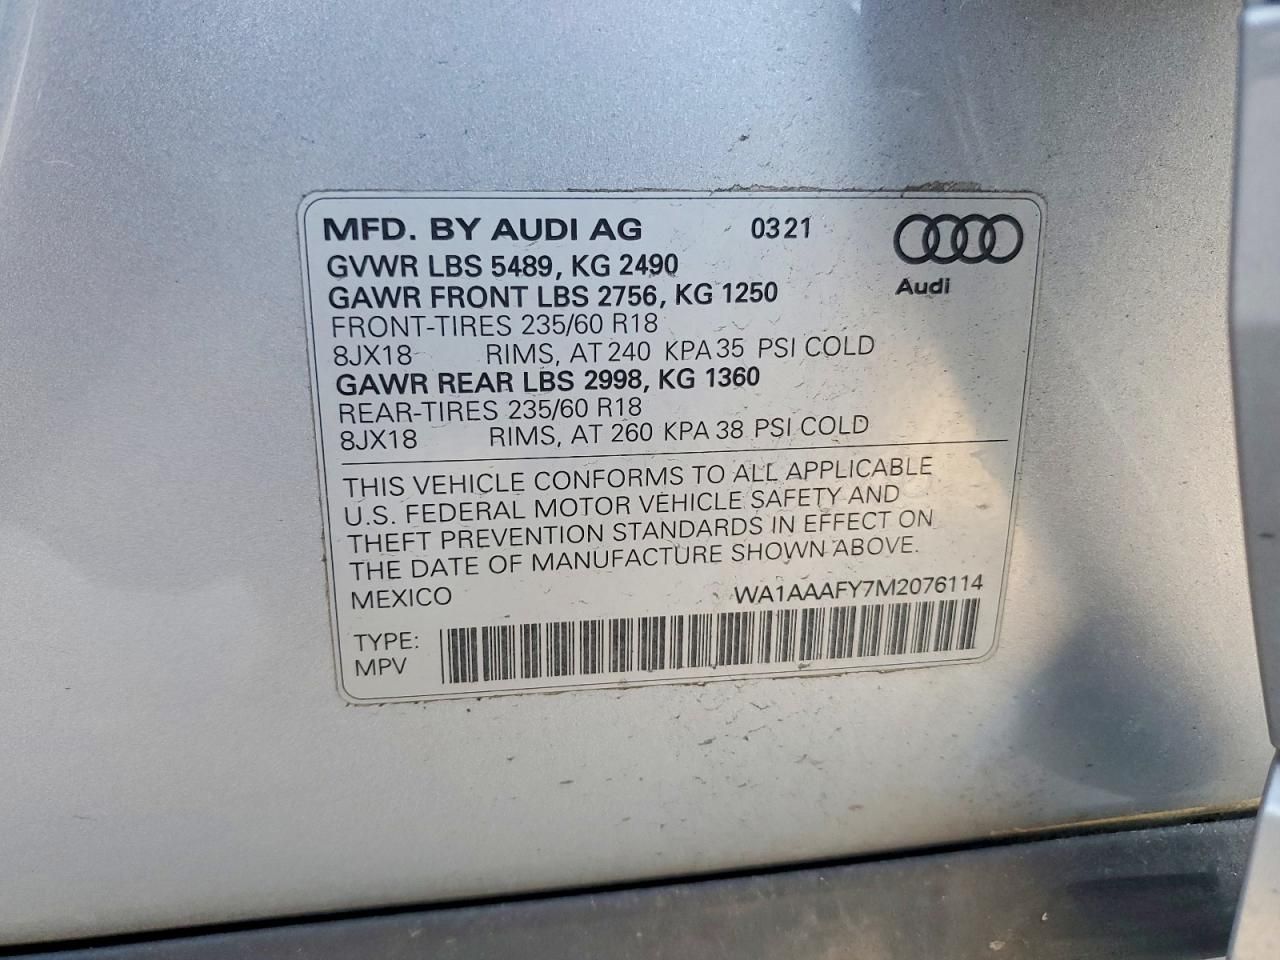 MFD. BY AUDI AG 03 21
Audi
GVWR LBS 5489, KG 2490
GAWR FRONT LBS 2756, KG 1250
FRONT-TIRES 235/60 R18
8JX18 RIMS, AT 240 KPA 35 PSI COLD
GAWR REAR LBS 2998, KG 1360
REAR-TIRES 235/60 R18
8JX18 RIMS, AT 260 KPA 38 PSI COLD
THIS VEHICLE CONFORMS TO ALL APPLICABLE
U.S. FEDERAL MOTOR VEHICLE SAFETY AND
THEFT PREVENTION STANDARDS IN EFFECT ON
THE DATE OF MANUFACTURE SHOWN ABOVE.
MEXICO WA1AAAFY7M2076114
TYPE:
MPV